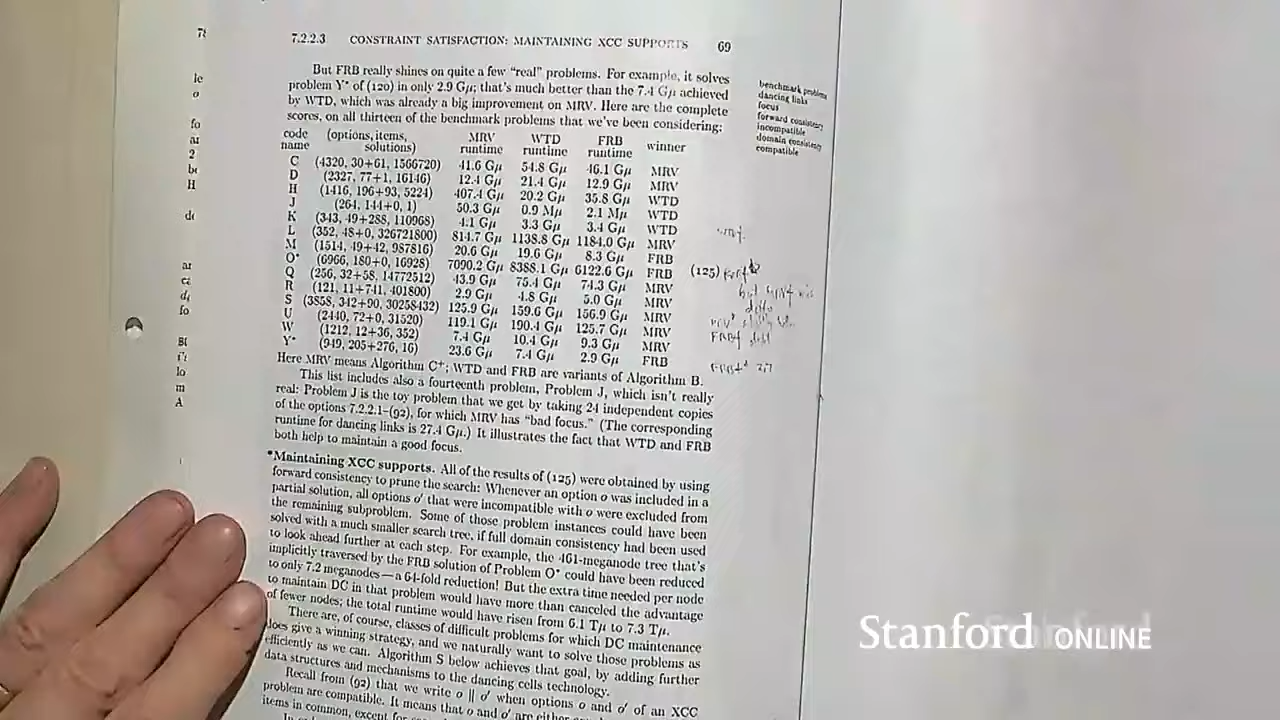 7.2.2.3 CONSTRAINT SATISFACTION: MAINTAINING XCC SUPPORTS 69
But FRB really shines on quite a few “real” problems. For example, it solves
problem Y* of (120) in only 2.9 Gμ; that's much better than the 7.4 Gμ achieved
by WTD, which was already a big improvement on MRV. Here are the complete
scores, on all thirteen of the benchmark problems that we've been considering:
benchmark problems
dancing links
focus
forward consistency
incompatible
domain consistency
compatible
code (options, items, MRV WTD FRB
name solutions) runtime runtime runtime winner
C (4320, 30+61, 1566720) 41.6 Gμ 54.8 Gμ 46.1 Gμ MRV
D (2327, 77+1, 16146) 12.4 Gμ 21.4 Gμ 12.9 Gμ MRV
H (1416, 196+93, 5224) 407.4 Gμ 20.2 Gμ 35.8 Gμ WTD
J (264, 144+0, 1) 50.3 Gμ 0.9 Mμ 2.1 Mμ WTD
K (343, 49+288, 110968) 4.1 Gμ 3.3 Gμ 3.4 Gμ WTD
L (352, 48+0, 326721800) 814.7 Gμ 1138.8 Gμ 1184.0 Gμ MRV
M (1514, 49+42, 987816) 20.6 Gμ 19.6 Gμ 8.3 Gμ FRB
O* (6966, 180+0, 16928) 7090.2 Gμ 8388.1 Gμ 6122.6 Gμ FRB (125)
Q (256, 32+58, 14772512) 43.9 Gμ 75.4 Gμ 74.3 Gμ MRV
R (121, 11+741, 401800) 2.9 Gμ 4.8 Gμ 5.0 Gμ MRV
S (3858, 342+90, 30258432) 125.9 Gμ 159.6 Gμ 156.9 Gμ MRV
U (2440, 72+0, 31520) 119.1 Gμ 190.4 Gμ 125.7 Gμ MRV
W (1212, 12+36, 352) 7.4 Gμ 10.4 Gμ 9.3 Gμ MRV
Y* (949, 205+276, 16) 23.6 Gμ 7.4 Gμ 2.9 Gμ FRB
Here MRV means Algorithm C⁺; WTD and FRB are variants of Algorithm B.
This list includes also a fourteenth problem, Problem J, which isn't really
real: Problem J is the toy problem that we get by taking 24 independent copies
of the options 7.2.2.1–(92), for which MRV has “bad focus.” (The corresponding
runtime for dancing links is 27.4 Gμ.) It illustrates the fact that WTD and FRB
both help to maintain a good focus.
*Maintaining XCC supports. All of the results of (125) were obtained by using
forward consistency to prune the search: Whenever an option o was included in a
partial solution, all options o′ that were incompatible with o were excluded from
the remaining subproblem. Some of those problem instances could have been
solved with a much smaller search tree, if full domain consistency had been used
to look ahead further at each step. For example, the 461-meganode tree that's
implicitly traversed by the FRB solution of Problem O* could have been reduced
to only 7.2 meganodes—a 64-fold reduction! But the extra time needed per node
to maintain DC in that problem would have more than canceled the advantage
of fewer nodes; the total runtime would have risen from 6.1 Tμ to 7.3 Tμ.
There are, of course, classes of difficult problems for which DC maintenance
does give a winning strategy, and we naturally want to solve those problems as
efficiently as we can. Algorithm S below achieves that goal, by adding further
data structures and mechanisms to the dancing cells technology.
Recall from (92) that we write o ∥ o′ when options o and o′ of an XCC
problem are compatible. It means that o and o′ are either
items in common, except for
Stanford ONLINE